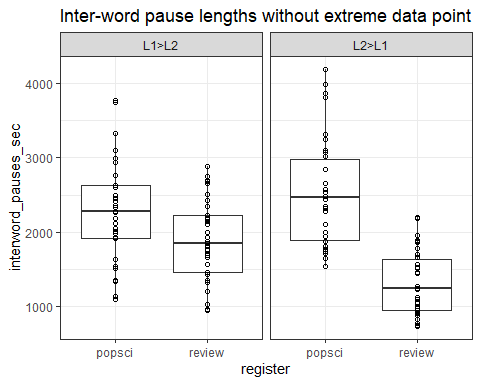 Inter-word pause lengths without extreme data point
L1>L2
L2>L1
interword_pauses_sec
4000
3000
2000
1000
popsci
review
popsci
review
register